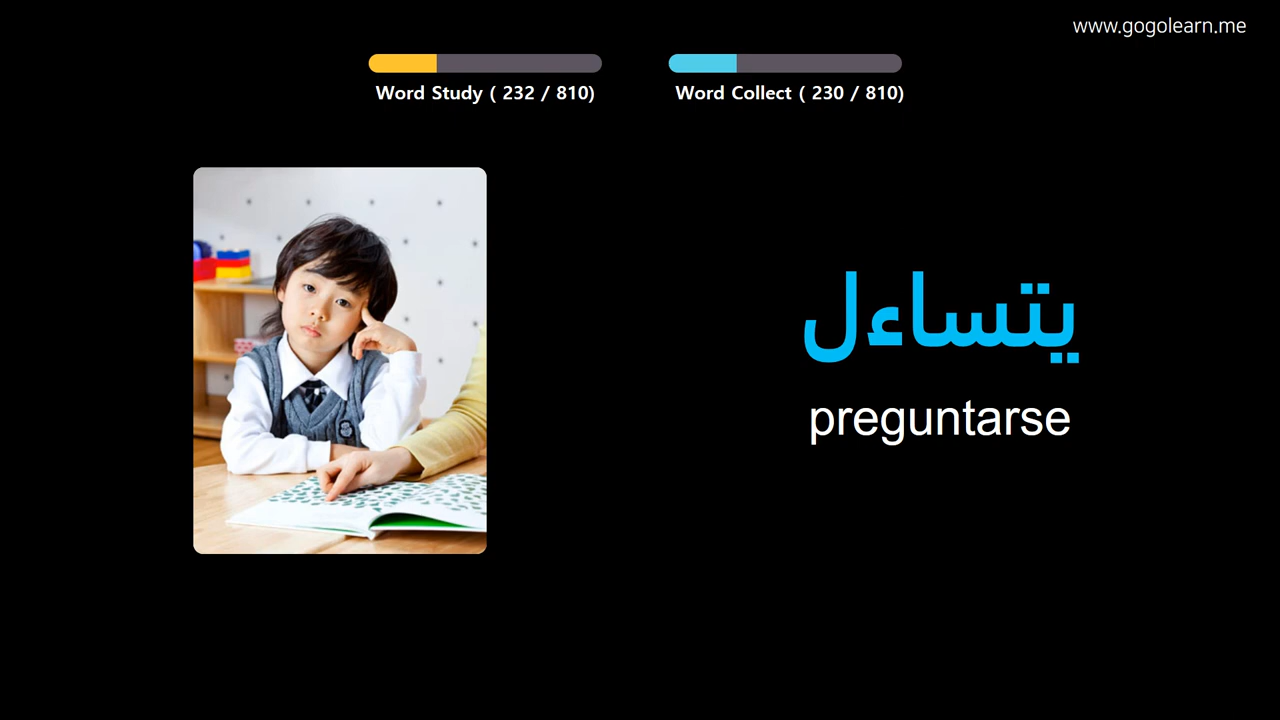 www.gogolearn.me
Word Study ( 232 / 810)
Word Collect ( 230 / 810)
يتساءل
preguntarse